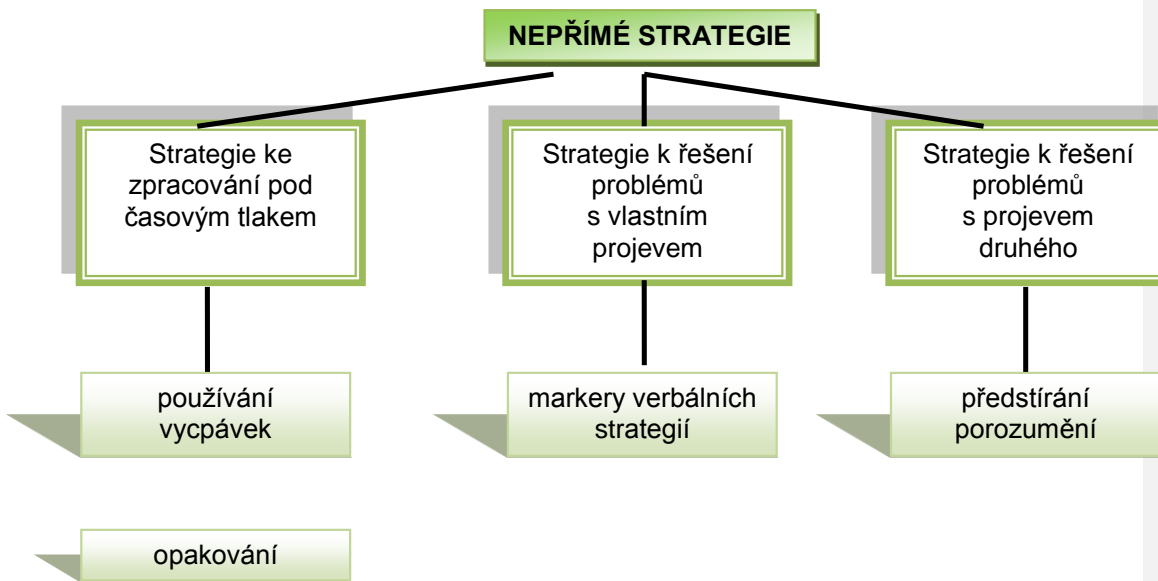 NEPŘÍMÉ STRATEGIE
Strategie ke
zpracování pod
časovým tlakem
Strategie k řešení
problémů
s vlastním
projevem
Strategie k řešení
problémů
s projevem
druhého
používání
vycpávek
markery verbálních
strategií
předstírání
porozumění
opakování